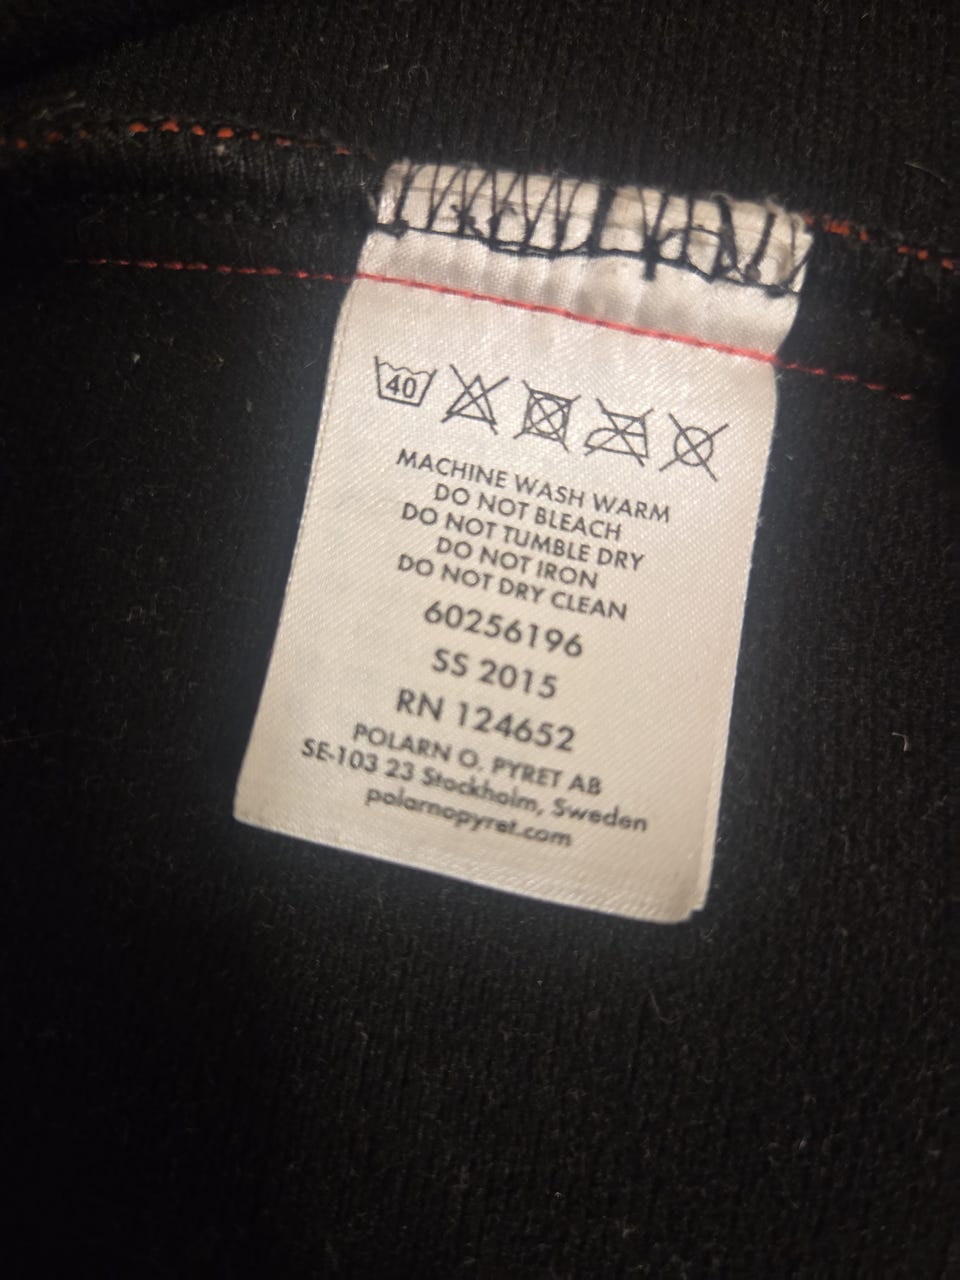 40
MACHINE WASH WARM
DO NOT BLEACH
DO NOT TUMBLE DRY
DO NOT IRON
DO NOT DRY CLEAN
60256196
SS 2015
RN 124652
POLARN O. PYRET AB
SE-103 23 Stockholm, Sweden
polarnopyret.com